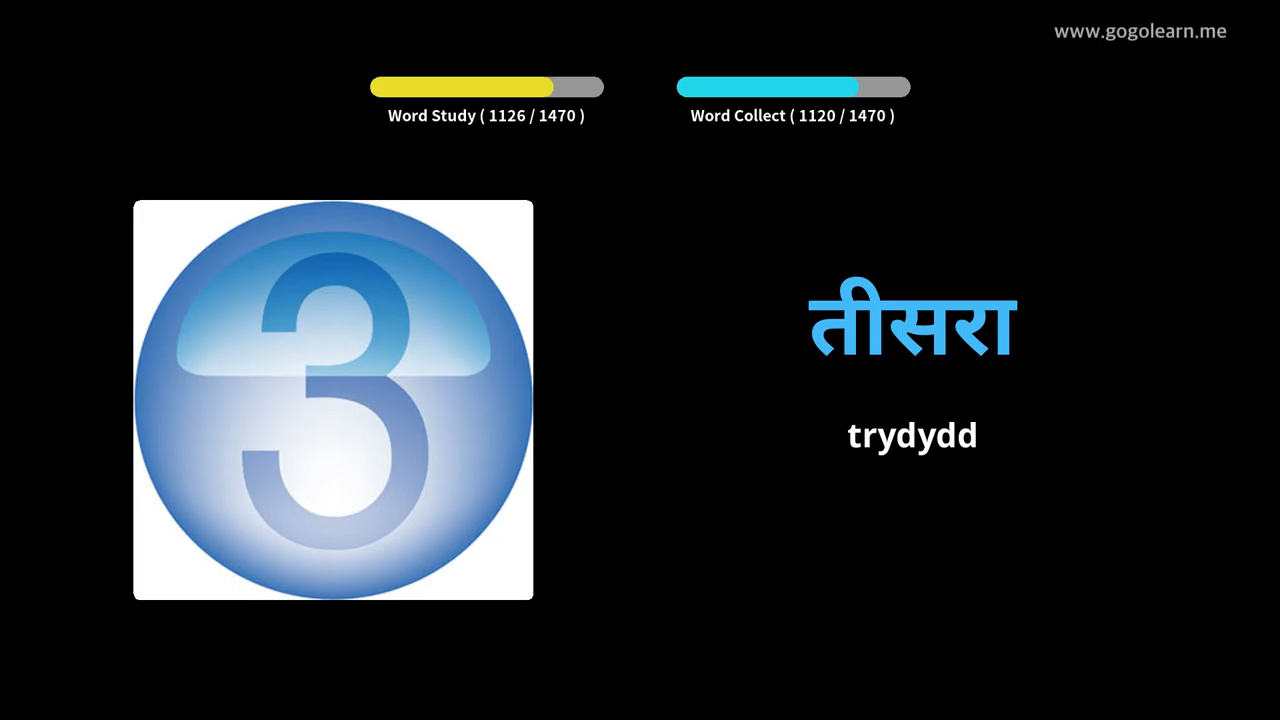 www.gogolearn.me
Word Study ( 1126 / 1470 )
Word Collect ( 1120 / 1470 )
3
तीसरा
trydydd